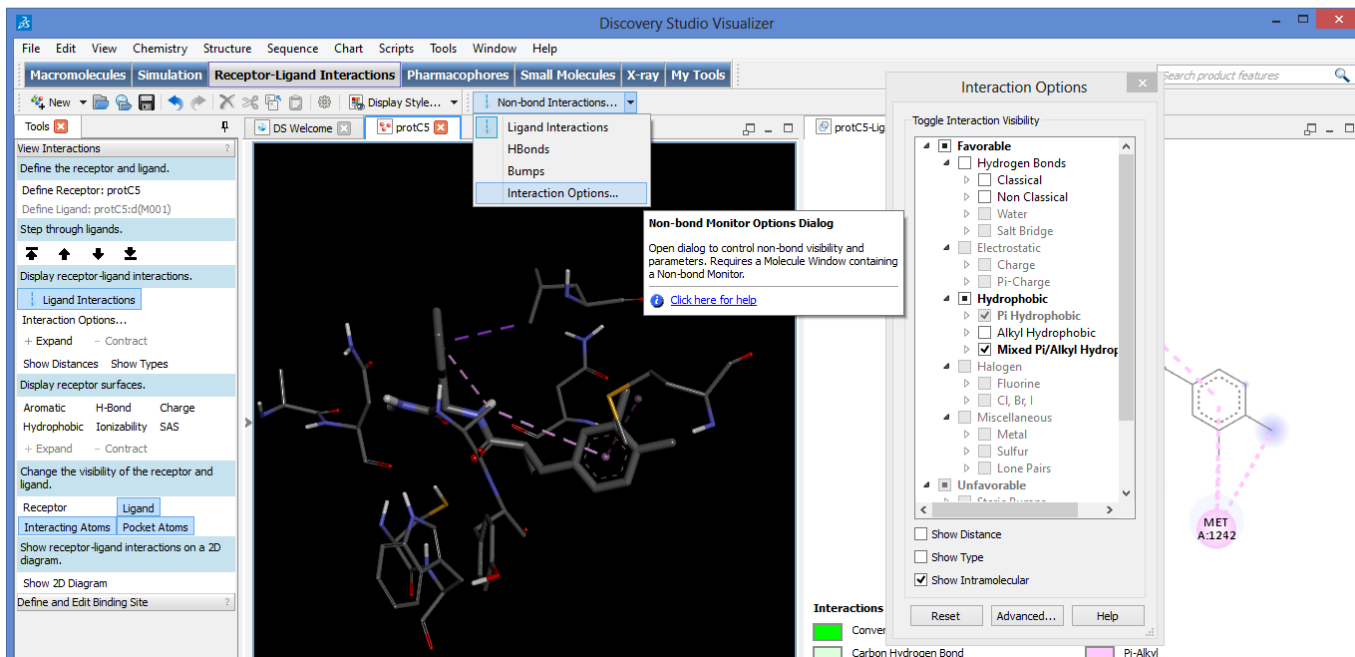 Discovery Studio Visualizer
File Edit View Chemistry Structure Sequence Chart Scripts Tools Window Help
Macromolecules Simulation Receptor-Ligand Interactions Pharmacophores Small Molecules X-ray My Tools
Search product features
New Display Style... Non-bond Interactions...
Tools
DS Welcome protC5 protC5-Lig
View Interactions ?
Define the receptor and ligand.
Define Receptor: protC5
Define Ligand: protC5:d(M001)
Step through ligands.
Display receptor-ligand interactions.
Ligand Interactions
Interaction Options...
+ Expand - Contract
Show Distances Show Types
Display receptor surfaces.
Aromatic H-Bond Charge
Hydrophobic Ionizability SAS
+ Expand - Contract
Change the visibility of the receptor and
ligand.
Receptor Ligand
Interacting Atoms Pocket Atoms
Show receptor-ligand interactions on a 2D
diagram.
Show 2D Diagram
Define and Edit Binding Site ?
Ligand Interactions
HBonds
Bumps
Interaction Options...
Non-bond Monitor Options Dialog
Open dialog to control non-bond visibility and
parameters. Requires a Molecule Window containing
a Non-bond Monitor.
Click here for help
Interaction Options
Toggle Interaction Visibility
Favorable
Hydrogen Bonds
Classical
Non Classical
Water
Salt Bridge
Electrostatic
Charge
Pi-Charge
Hydrophobic
Pi Hydrophobic
Alkyl Hydrophobic
Mixed Pi/Alkyl Hydrop
Halogen
Fluorine
Cl, Br, I
Miscellaneous
Metal
Sulfur
Lone Pairs
Unfavorable
Steric Bumps
Show Distance
Show Type
Show Intramolecular
Reset Advanced... Help
MET
A:1242
Interactions
Conver
Carbon Hydrogen Bond
Pi-Alkyl